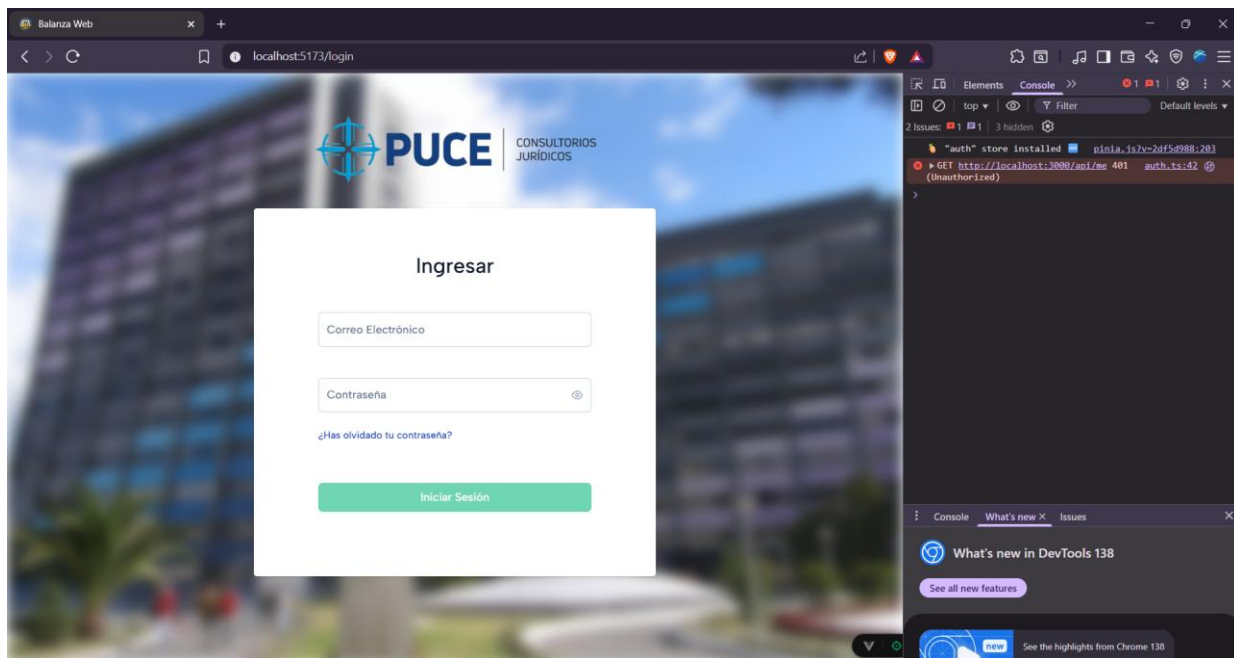 Balanza Web
localhost:5173/login
PUCE
CONSULTORIOS
JURÍDICOS
Ingresar
Correo Electrónico
Contraseña
¿Has olvidado tu contraseña?
Iniciar Sesión
Elements Console 1 1
top Filter Default levels
2 Issues: 1 1 3 hidden
"auth" store installed pinia.js?v=2df5d988:203
GET http://localhost:3000/api/me 401 auth.ts:42
(Unauthorized)
Console What's new Issues
What's new in DevTools 138
See all new features
new See the highlights from Chrome 138